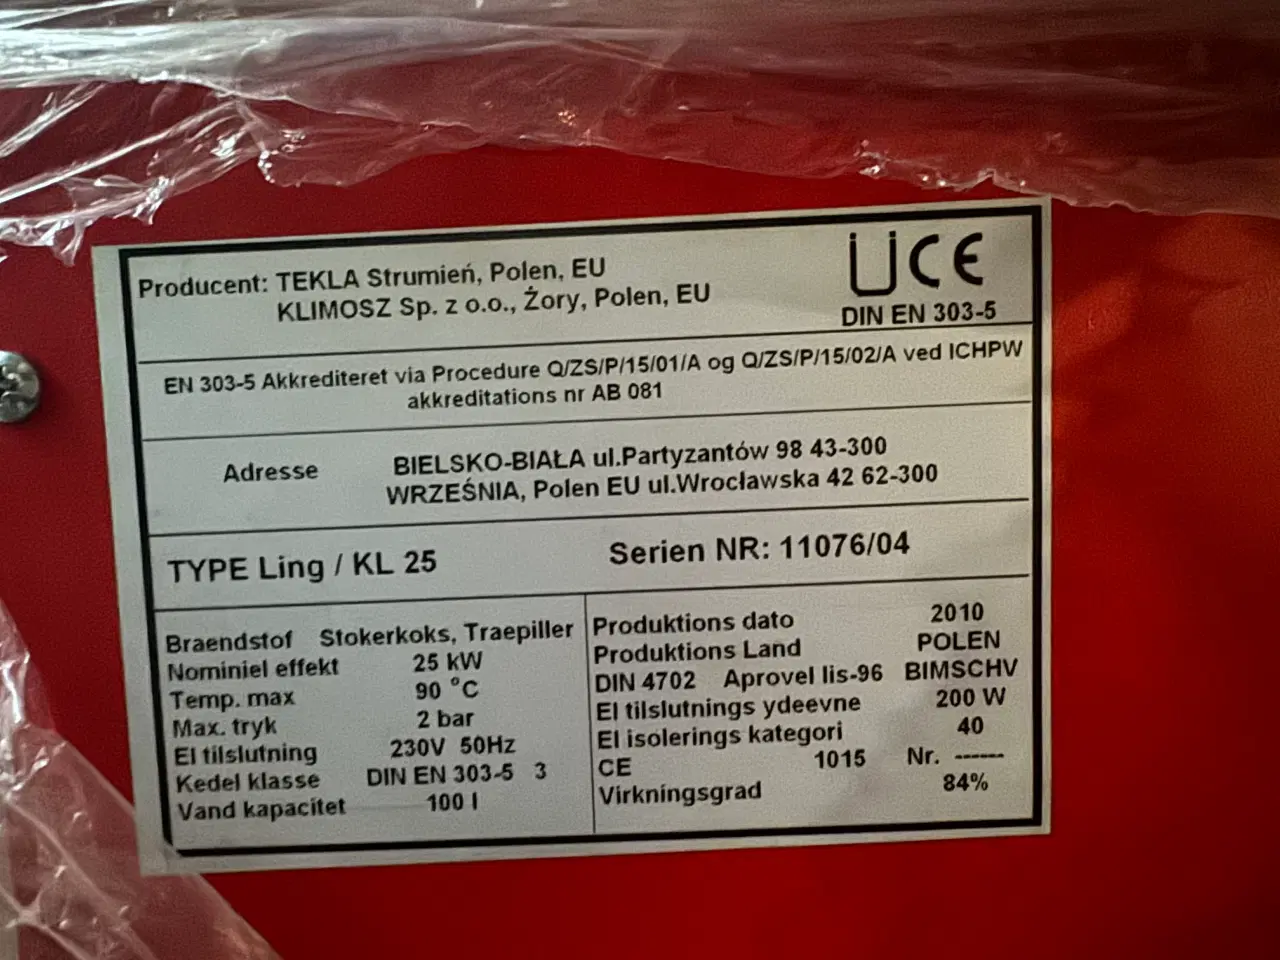 Producent: TEKLA Strumień, Polen, EU
KLIMOSZ Sp. z o.o., Żory, Polen, EU
ÜCE
DIN EN 303-5
EN 303-5 Akkrediteret via Procedure Q/ZS/P/15/01/A og Q/ZS/P/15/02/A ved ICHPW
akkreditations nr AB 081
Adresse
BIELSKO-BIAŁA ul.Partyzantów 98 43-300
WRZEŚNIA, Polen EU ul.Wrocławska 42 62-300
TYPE Ling / KL 25
Serien NR: 11076/04
Braendstof Stokerkoks, Traepiller
Nominiel effekt 25 kW
Temp. max 90 °C
Max. tryk 2 bar
El tilslutning 230V 50Hz
Kedel klasse DIN EN 303-5 3
Vand kapacitet 100 l
Produktions dato 2010
Produktions Land POLEN
DIN 4702 Aprovel lis-96 BIMSCHV
El tilslutnings ydeevne 200 W
El isolerings kategori 40
CE 1015 Nr. ------
Virkningsgrad 84%